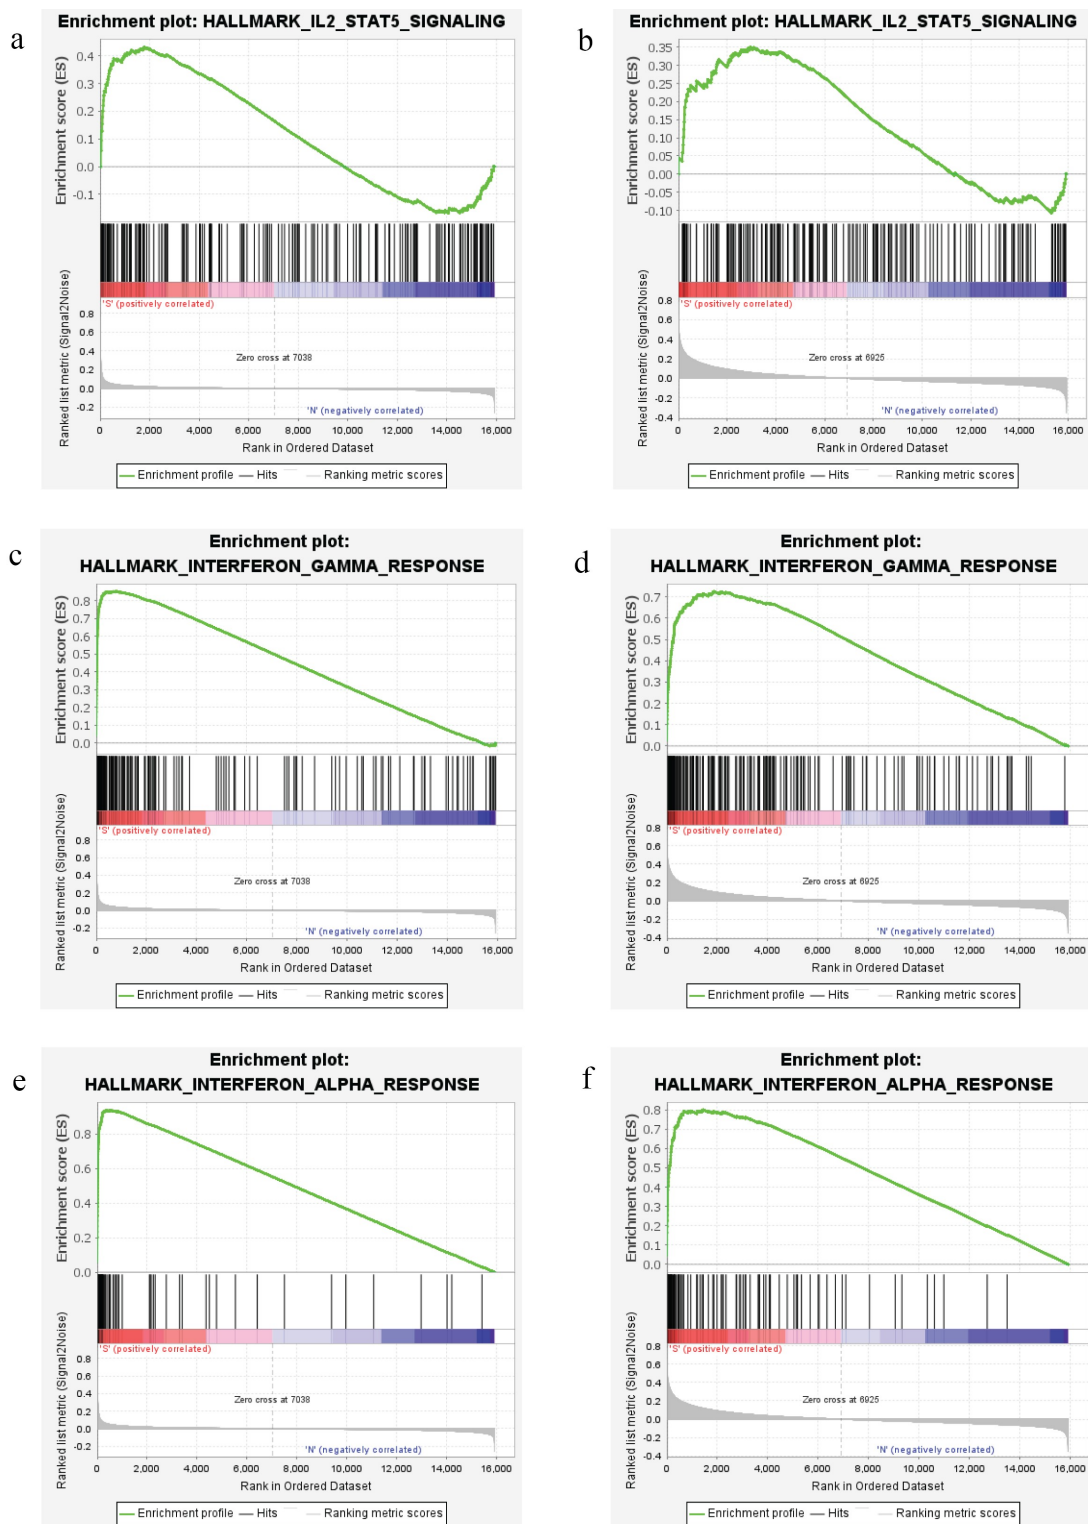 a
Enrichment plot: HALLMARK_IL2_STAT5_SIGNALING
Enrichment score (ES)
0.4
0.3
0.2
0.1
0.0
-0.1
'S' (positively correlated)
Ranked list metric (Signal2Noise)
0.8
0.6
0.4
0.2
0.0
-0.2
Zero cross at 7038
'N' (negatively correlated)
0 2,000 4,000 6,000 8,000 10,000 12,000 14,000 16,000
Rank in Ordered Dataset
Enrichment profile Hits Ranking metric scores
b
Enrichment plot: HALLMARK_IL2_STAT5_SIGNALING
Enrichment score (ES)
0.35
0.30
0.25
0.20
0.15
0.10
0.05
0.00
-0.05
-0.10
'S' (positively correlated)
Ranked list metric (Signal2Noise)
0.8
0.6
0.4
0.2
0.0
-0.2
-0.4
Zero cross at 6925
'N' (negatively correlated)
0 2,000 4,000 6,000 8,000 10,000 12,000 14,000 16,000
Rank in Ordered Dataset
Enrichment profile Hits Ranking metric scores
c
Enrichment plot:
HALLMARK_INTERFERON_GAMMA_RESPONSE
Enrichment score (ES)
0.8
0.7
0.6
0.5
0.4
0.3
0.2
0.1
0.0
'S' (positively correlated)
Ranked list metric (Signal2Noise)
0.8
0.6
0.4
0.2
0.0
-0.2
Zero cross at 7038
'N' (negatively correlated)
0 2,000 4,000 6,000 8,000 10,000 12,000 14,000 16,000
Rank in Ordered Dataset
Enrichment profile Hits Ranking metric scores
d
Enrichment plot:
HALLMARK_INTERFERON_GAMMA_RESPONSE
Enrichment score (ES)
0.7
0.6
0.5
0.4
0.3
0.2
0.1
0.0
'S' (positively correlated)
Ranked list metric (Signal2Noise)
0.8
0.6
0.4
0.2
0.0
-0.2
-0.4
Zero cross at 6925
'N' (negatively correlated)
0 2,000 4,000 6,000 8,000 10,000 12,000 14,000 16,000
Rank in Ordered Dataset
Enrichment profile Hits Ranking metric scores
e
Enrichment plot:
HALLMARK_INTERFERON_ALPHA_RESPONSE
Enrichment score (ES)
0.8
0.6
0.4
0.2
0.0
'S' (positively correlated)
Ranked list metric (Signal2Noise)
0.8
0.6
0.4
0.2
0.0
-0.2
Zero cross at 7038
'N' (negatively correlated)
0 2,000 4,000 6,000 8,000 10,000 12,000 14,000 16,000
Rank in Ordered Dataset
Enrichment profile Hits Ranking metric scores
f
Enrichment plot:
HALLMARK_INTERFERON_ALPHA_RESPONSE
Enrichment score (ES)
0.8
0.7
0.6
0.5
0.4
0.3
0.2
0.1
0.0
'S' (positively correlated)
Ranked list metric (Signal2Noise)
0.8
0.6
0.4
0.2
0.0
-0.2
-0.4
Zero cross at 6925
'N' (negatively correlated)
0 2,000 4,000 6,000 8,000 10,000 12,000 14,000 16,000
Rank in Ordered Dataset
Enrichment profile Hits Ranking metric scores